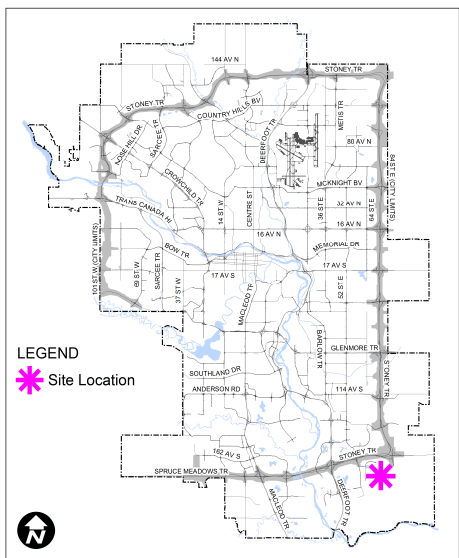 144 AV N
STONEY TR
STONEY TR
COUNTRY HILLS BV
DEERFOOT TR
METIS TR
NOSE HILL DR
SARCEE TR
80 AV N
CROWCHILD TR
MCKNIGHT BV
84 ST E (CITY LIMITS)
TRANS CANADA HI
14 ST W
CENTRE ST
36 ST E
32 AV N
64 ST E
16 AV N
16 AV N
101 ST W (CITY LIMITS)
BOW TR
MEMORIAL DR
69 ST W
SARCEE TR
37 ST W
17 AV S
17 AV S
52 ST E
MACLEOD TR
BARLOW TR
LEGEND
Site Location
GLENMORE TR
STONEY TR
SOUTHLAND DR
ANDERSON RD
114 AV S
162 AV S
STONEY TR
SPRUCE MEADOWS TR
MACLEOD TR
DEERFOOT TR
N